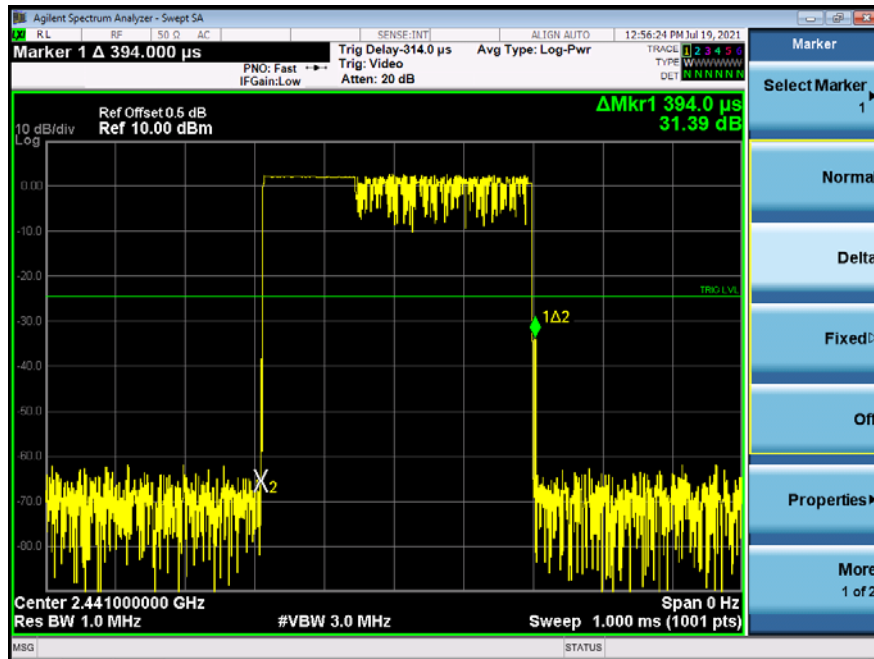 Agilent Spectrum Analyzer - Swept SA
LXI RL RF 50 Ω AC SENSE:INT ALIGN AUTO 12:56:24 PM Jul 19, 2021
Marker 1 Δ 394.000 µs
PNO: Fast
IFGain:Low
Trig Delay-314.0 µs
Trig: Video
Atten: 20 dB
Avg Type: Log-Pwr
TRACE 1 2 3 4 5 6
TYPE WWWWWW
DET N N N N N N
ΔMkr1 394.0 µs
31.39 dB
Ref Offset 0.5 dB
10 dB/div Ref 10.00 dBm
Log
0.00
-10.0
-20.0
TRIG LVL
-30.0
1Δ2
-40.0
-50.0
-60.0
X2
-70.0
-80.0
Center 2.441000000 GHz Span 0 Hz
Res BW 1.0 MHz #VBW 3.0 MHz Sweep 1.000 ms (1001 pts)
MSG STATUS
Marker
Select Marker
1
Norma
Delta
Fixed
Off
Properties
More
1 of 2